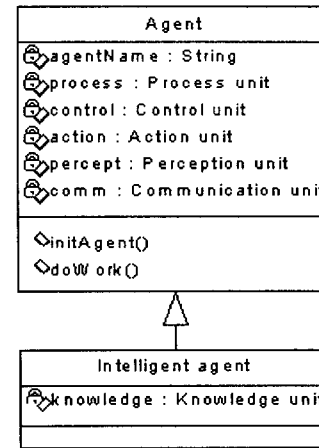 Agent
agentName : String
process : Process unit
control : Control unit
action : Action unit
percept : Perception unit
comm : Communication unit
initAgent()
doWork()
Intelligent agent
knowledge : Knowledge unit